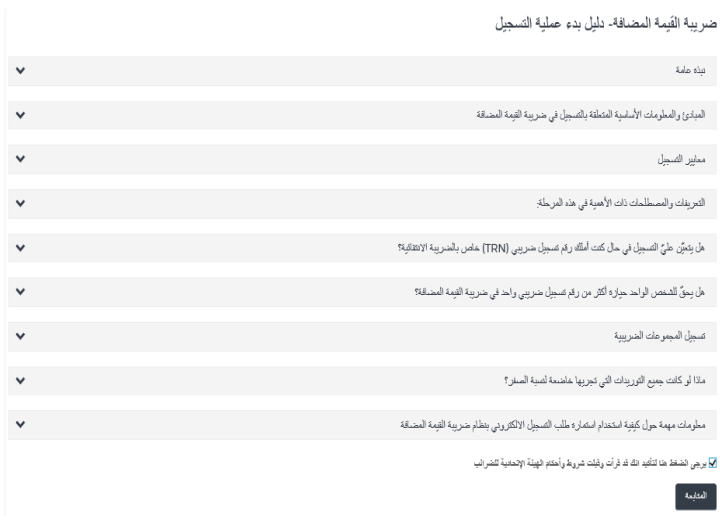 ضريبة القيمة المضافة- دليل بدء عملية التسجيل
نبذة عامة
المبادئ والمعلومات الأساسية المتعلقة بالتسجيل في ضريبة القيمة المضافة
معايير التسجيل
التعريفات والمصطلحات ذات الأهمية في هذه المرحلة:
هل يتعيّن عليّ التسجيل في حال كنت أملك رقم تسجيل ضريبي (TRN) خاص بالضريبة الانتقائية؟
هل يحقّ للشخص الواحد حيازة أكثر من رقم تسجيل ضريبي واحد في ضريبة القيمة المضافة؟
تسجيل المجموعات الضريبية
ماذا لو كانت جميع التوريدات التي تجريها خاضعة لنسبة الصفر؟
معلومات مهمة حول كيفية استخدام استمارة طلب التسجيل الالكتروني بنظام ضريبة القيمة المضافة
يرجى الضغط هنا لتأكيد انك قد قرأت وقبلت شروط وأحكام الهيئة الإتحادية للضرائب
المتابعة